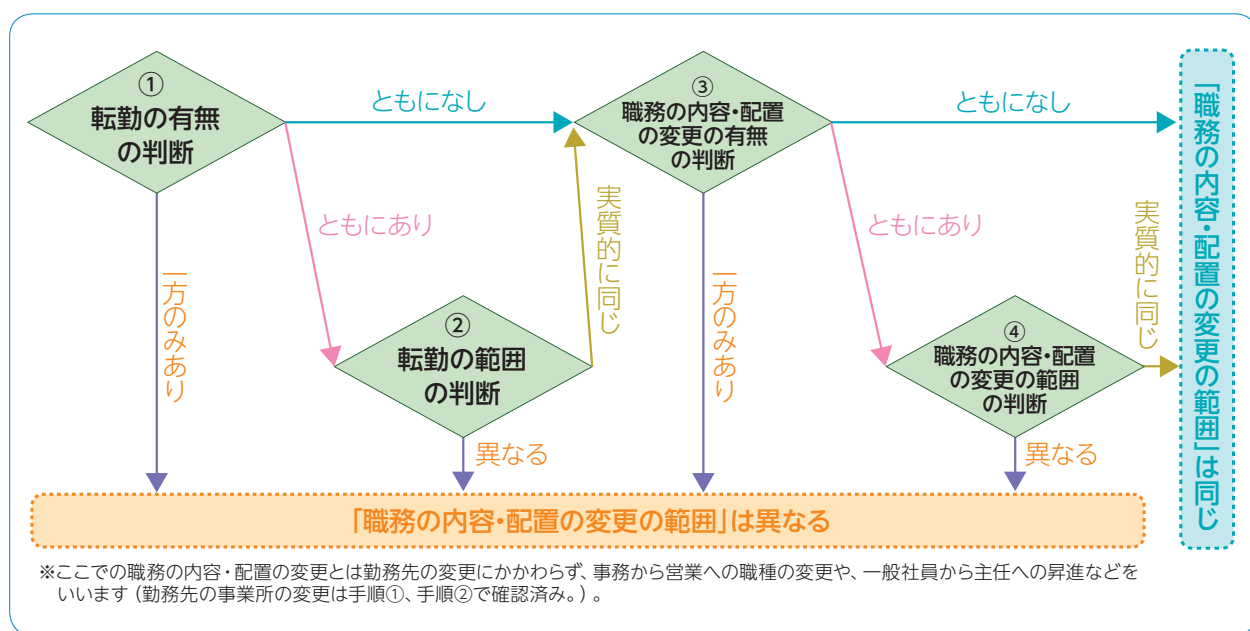 ①
転勤の有無
の判断
ともになし
③
職務の内容・配置
の変更の有無
の判断
ともになし
ともにあり
実質的に同じ
ともにあり
実質的に同じ
一方のみあり
②
転勤の範囲
の判断
一方のみあり
④
職務の内容・配置
の変更の範囲
の判断
異なる
異なる
「職務の内容・配置の変更の範囲」は同じ
「職務の内容・配置の変更の範囲」は異なる
※ここでの職務の内容・配置の変更とは勤務先の変更にかかわらず、事務から営業への職種の変更や、一般社員から主任への昇進などを
いいます（勤務先の事業所の変更は手順①、手順②で確認済み。）。